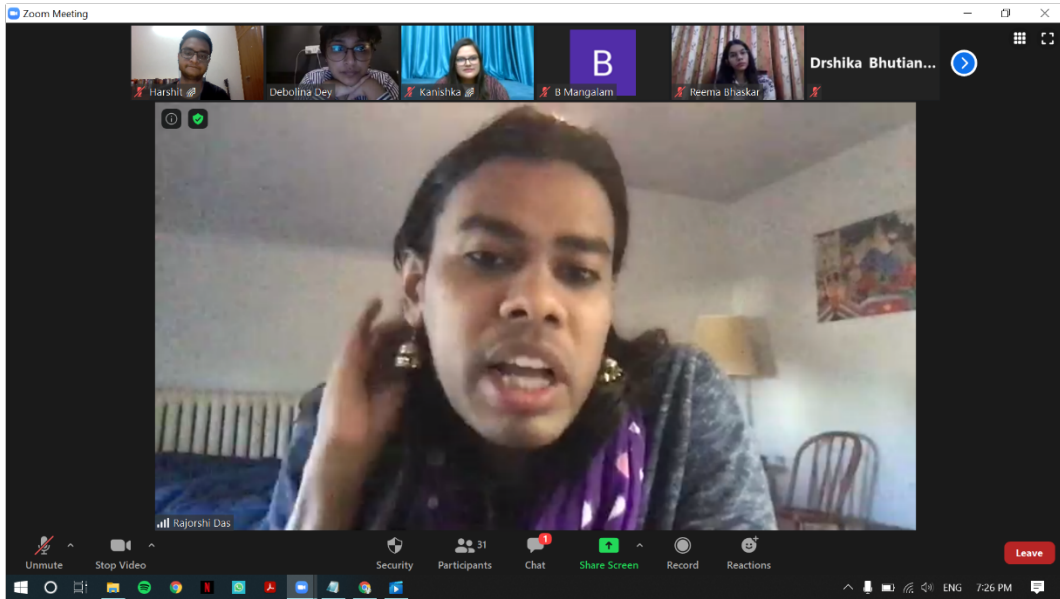 Zoom Meeting
Harshit
Debolina Dey
Kanishka
B
B Mangalam
Reema Bhaskar
Drshika Bhutian...
Rajorshi Das
Unmute
Stop Video
Security
Participants
31
Chat
1
Share Screen
Record
Reactions
Leave
N
ENG
7:26 PM